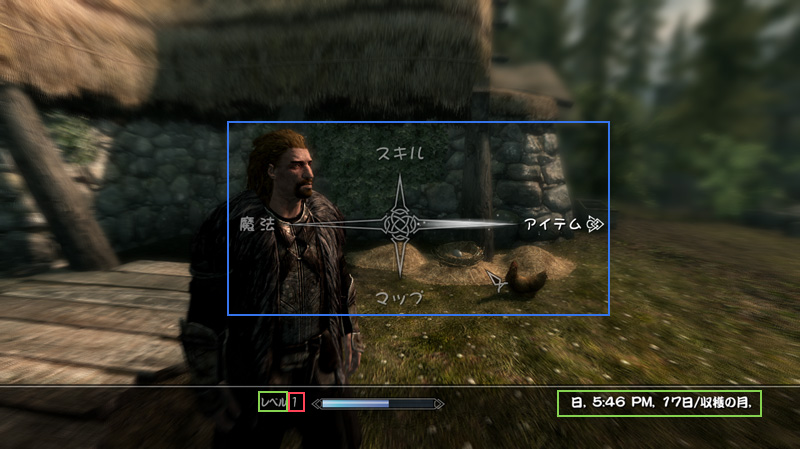 スキル
魔法
アイテム
マップ
レベル 1
日, 5:46 PM, 17日/収穫の月,